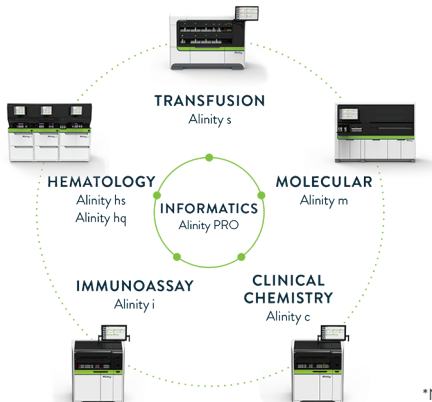 TRANSFUSION
Alinity s
HEMATOLOGY
Alinity hs
Alinity hq
MOLECULAR
Alinity m
INFORMATICS
Alinity PRO
IMMUNOASSAY
Alinity i
CLINICAL
CHEMISTRY
Alinity c